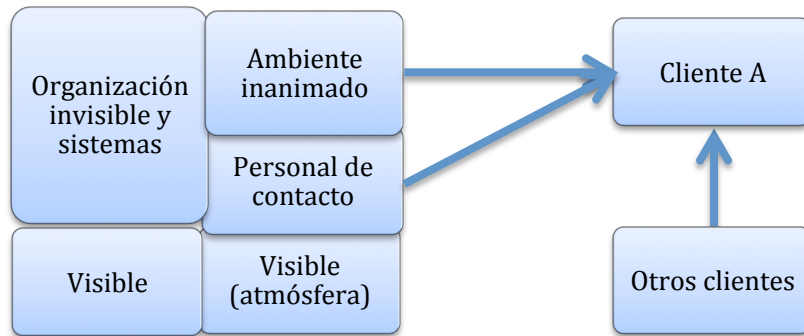 Organización
invisible y
sistemas
Ambiente
inanimado
Personal de
contacto
Visible
Visible
(atmósfera)
Cliente A
Otros clientes